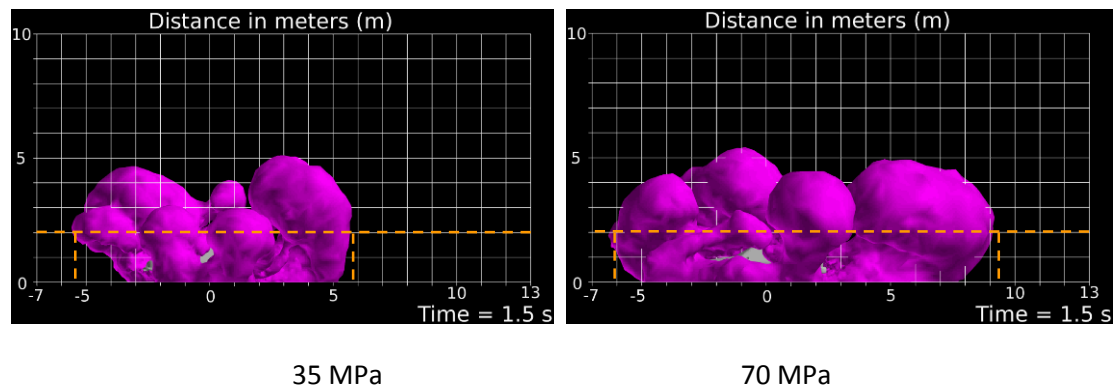 Distance in meters (m)
10
5
0
-7 -5 0 5 10 13
Time = 1.5 s
Distance in meters (m)
10
5
0
-7 -5 0 5 10 13
Time = 1.5 s
35 MPa
70 MPa